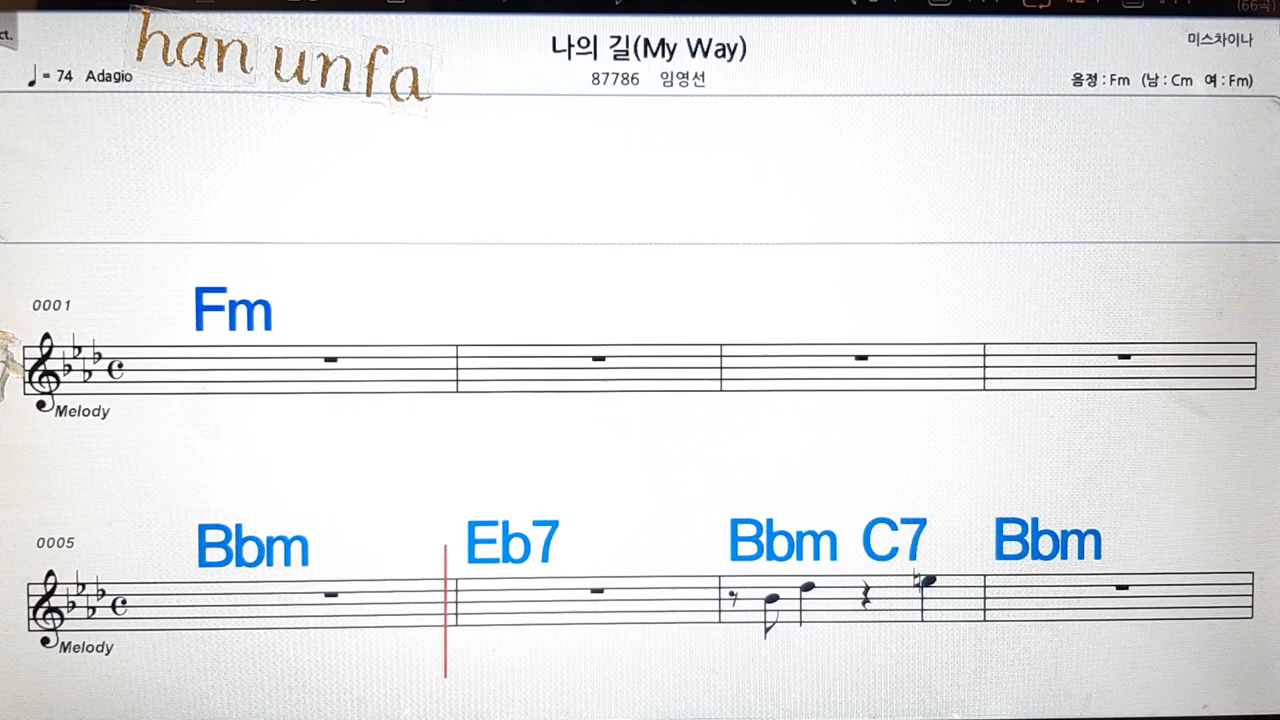 ct.
han unfa
나의 길(My Way)
미스차이나
♩= 74 Adagio
87786 임영선
음정 : Fm (남 : Cm 여 : Fm)
0001
Fm
Melody
0005
Bbm Eb7 Bbm C7 Bbm
Melody